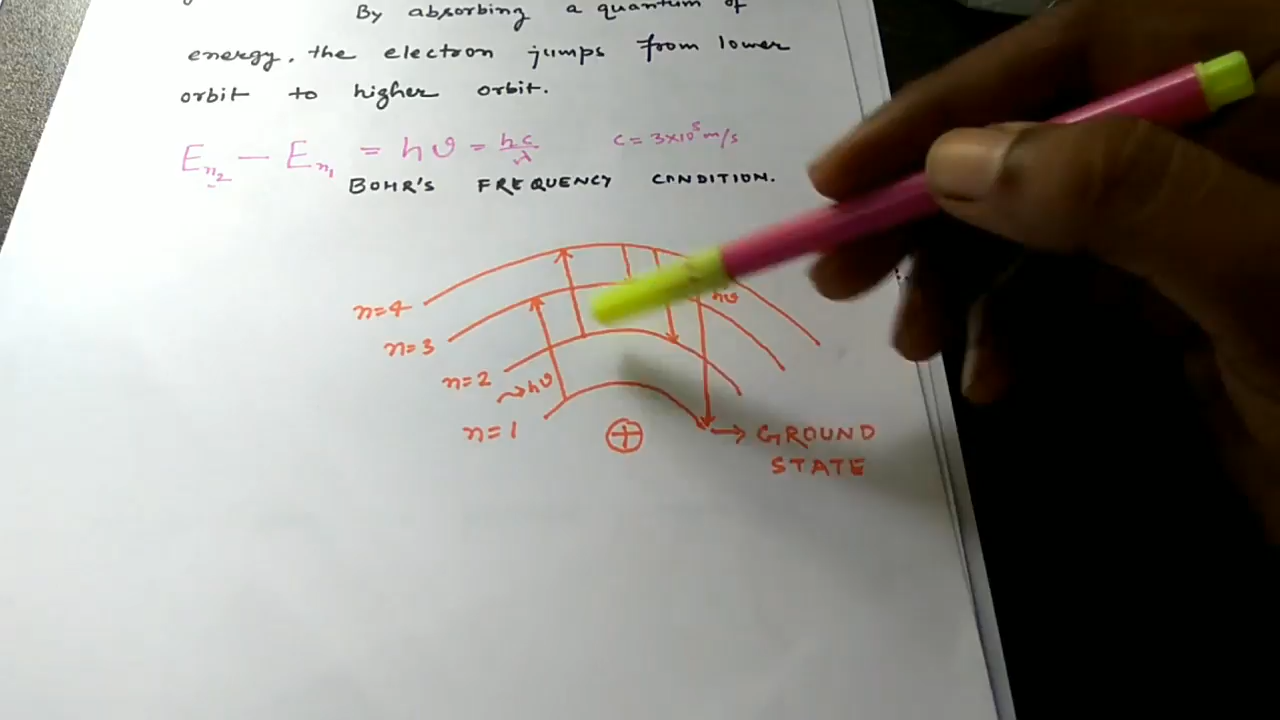 By absorbing a quantum of
energy, the electron jumps from lower
orbit to higher orbit.
Eₙ₂ − Eₙ₁ = hυ = hc/λ C = 3×10⁸ m/s
BOHR'S FREQUENCY CONDITION.
n=4
n=3
hυ
n=2
hυ
n=1
+
GROUND
STATE